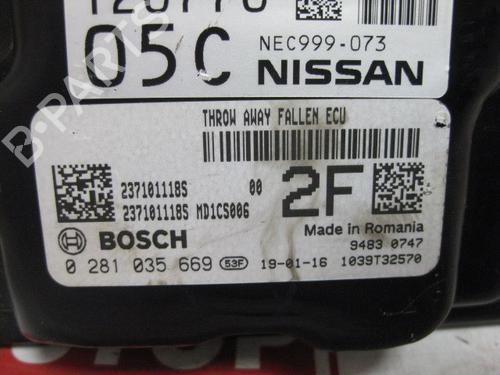 05C
NEC999-073
NISSAN
THROW AWAY FALLEN ECU
237101118S 00
237101118S MD1CS006
2F
BOSCH
Made in Romania
9483 0747
0 281 035 669 53F 19-01-16 1039T32570
B-PARTS